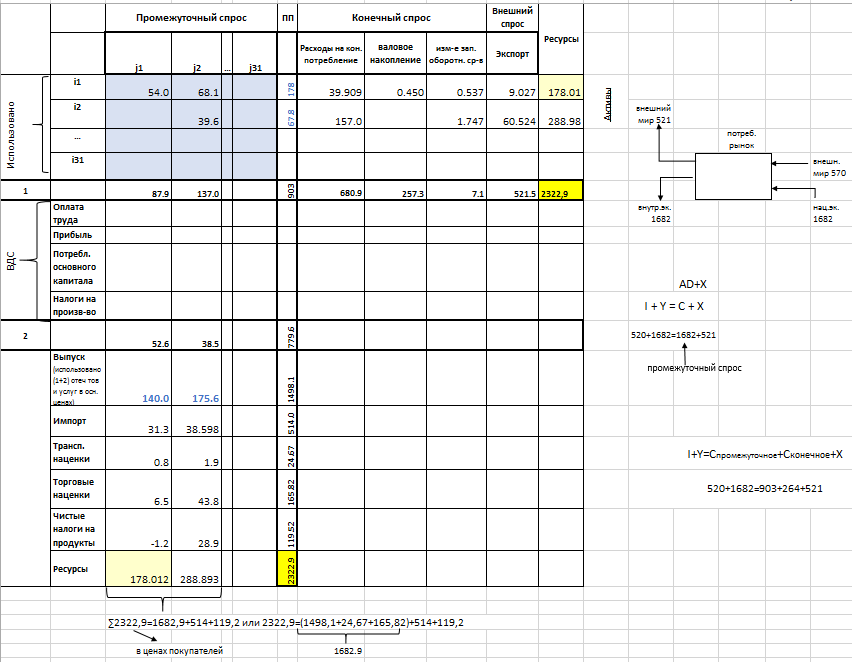 Промежуточный спрос ПП Конечный спрос Внешний спрос Ресурсы
j1 j2 ... j31 Расходы на кон. потребление валовое накопление изм-е зап. оборотн. ср-в Экспорт
Использовано
i1 54.0 68.1 178 39.909 0.450 0.537 9.027 178.01
i2 39.6 67.8 157.0 1.747 60.524 288.98
...
i31
1 87.9 137.0 903 680.9 257.3 7.1 521.5 2322,9
ВДС
Оплата труда
Прибыль
Потребл. основного капитала
Налоги на произв-во
2 52.6 38.5 779.6
Выпуск (использовано (1+2) отеч тов и услуг в осн. ценах) 140.0 175.6 1498.1
Импорт 31.3 38.598 514.0
Трансп. наценки 0.8 1.9 24.67
Торговые наценки 6.5 43.8 165.82
Чистые налоги на продукты -1.2 28.9 119.52
Ресурсы 178.012 288.893 2322.9
∑2322,9=1682,9+514+119,2 или 2322,9=(1498,1+24,67+165,82)+514+119,2
в ценах покупателей
1682.9
Активы
внешний мир 521
потреб. рынок
внешн. мир 570
внутр.эк. 1682
нац.эк. 1682
AD+X
I + Y = C + X
520+1682=1682+521
промежуточный спрос
I+Y=Cпромежуточное+Cконечное+X
520+1682=903+264+521